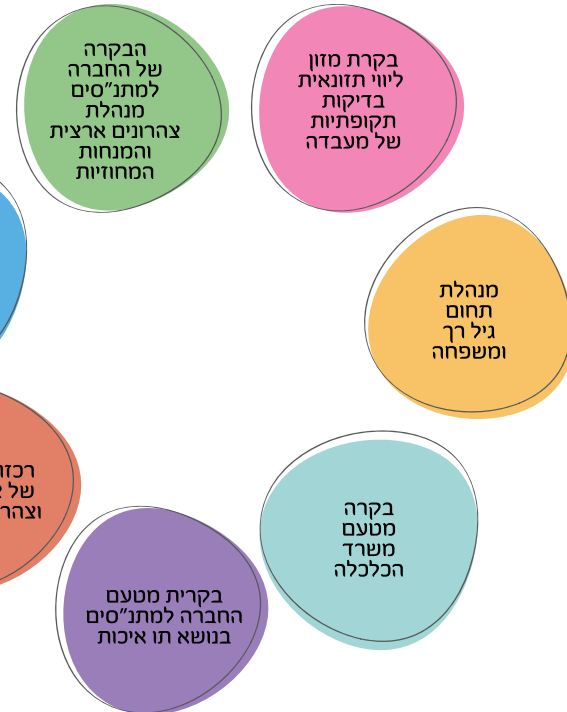 בקרת מזון
ליווי תזונאית
בדיקות
תקופתיות
של מעבדה
הבקרה
של החברה
למתנ״סים
מנהלת
צהרונים ארצית
והמנחות
המחוזיות
מנהלת
תחום
גיל רך
ומשפחה
בקרה
מטעם
משרד
הכלכלה
בקרית מטעם
החברה למתנ״סים
בנושא תו איכות
של